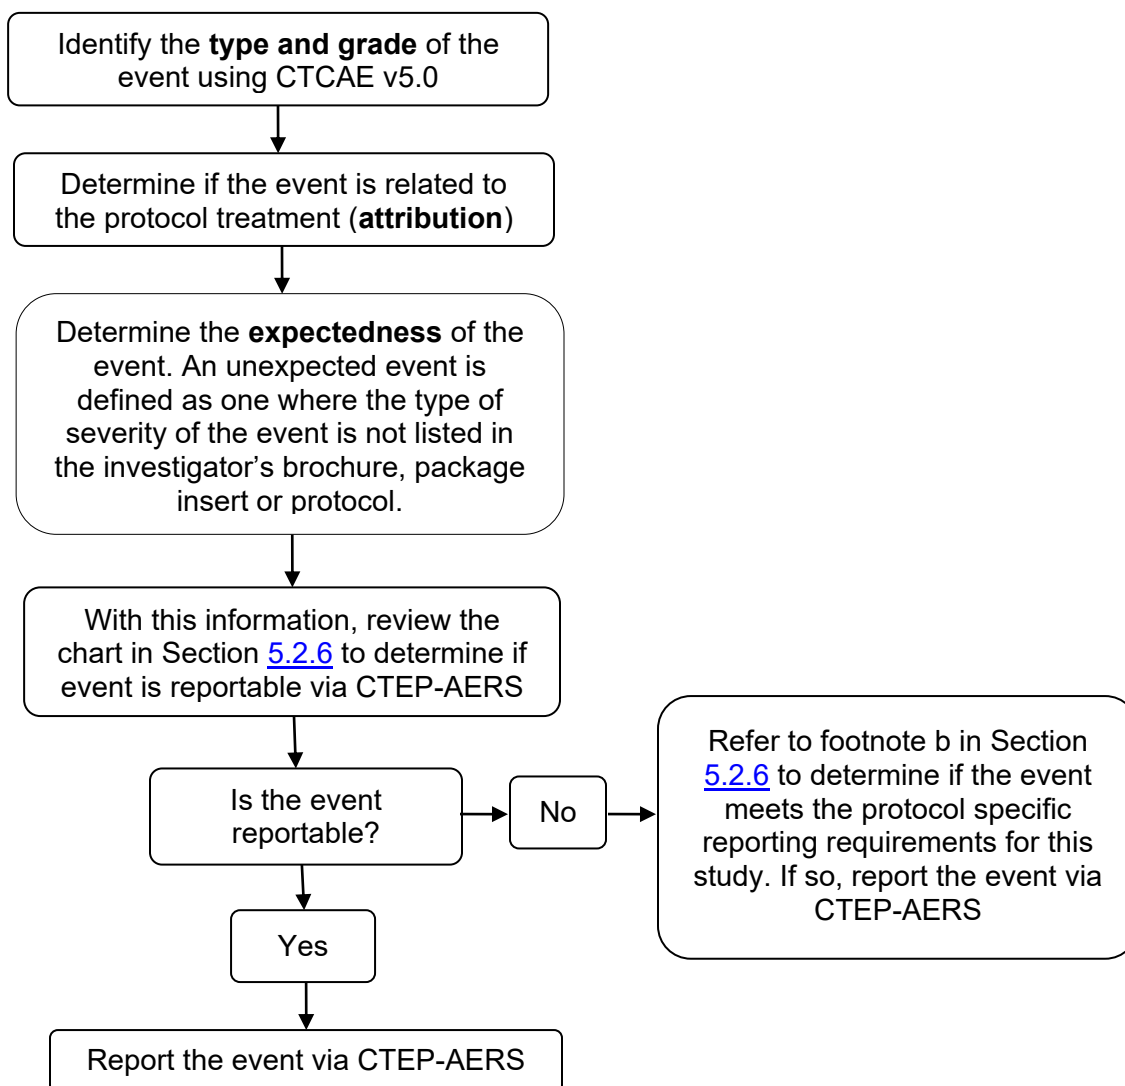 Identify the type and grade of the
event using CTCAE v5.0
Determine if the event is related to
the protocol treatment (attribution)
Determine the expectedness of the
event. An unexpected event is
defined as one where the type of
severity of the event is not listed in
the investigator’s brochure, package
insert or protocol.
With this information, review the
chart in Section 5.2.6 to determine if
event is reportable via CTEP-AERS
Is the event
reportable?
No
Refer to footnote b in Section
5.2.6 to determine if the event
meets the protocol specific
reporting requirements for this
study. If so, report the event via
CTEP-AERS
Yes
Report the event via CTEP-AERS